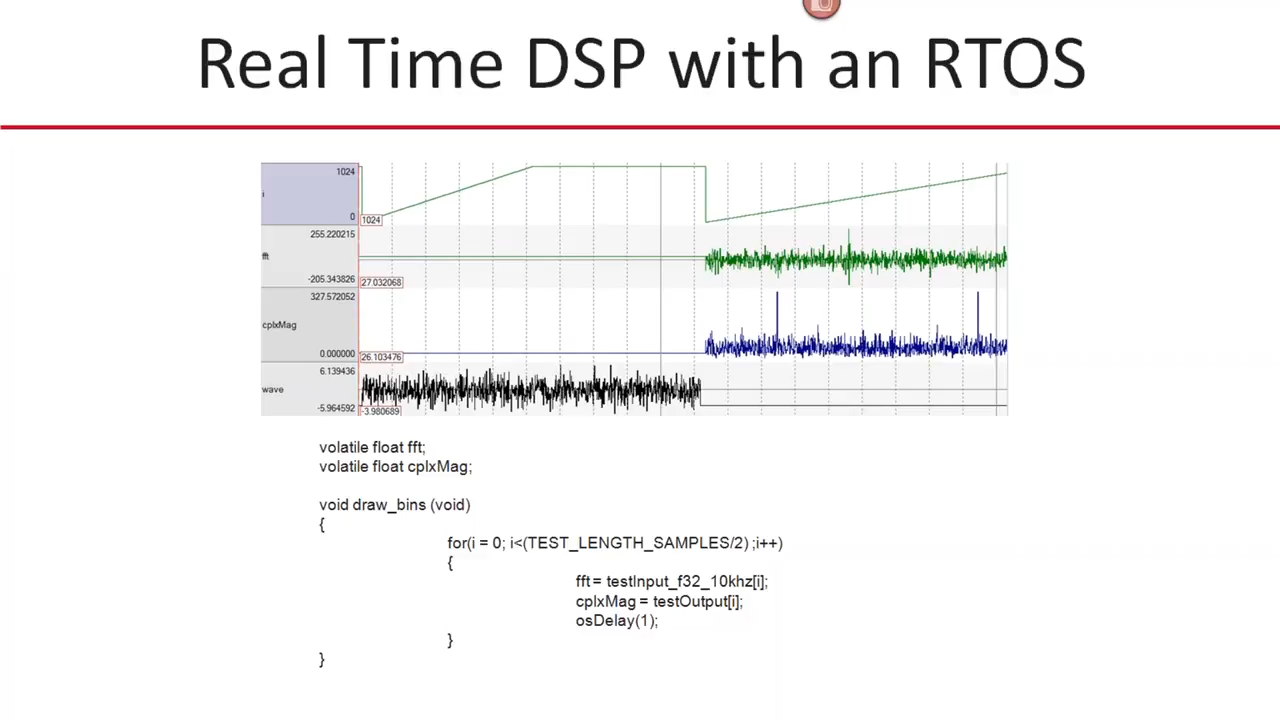 Real Time DSP with an RTOS
1024
i
0
1024
255.220215
fft
-205.343826
27.032068
327.572052
cplxMag
0.000000
26.103476
6.139436
wave
-5.964592
-3.980689
volatile float fft;
volatile float cplxMag;
void draw_bins (void)
{
for(i = 0; i<(TEST_LENGTH_SAMPLES/2) ;i++)
{
fft = testInput_f32_10khz[i];
cplxMag = testOutput[i];
osDelay(1);
}
}